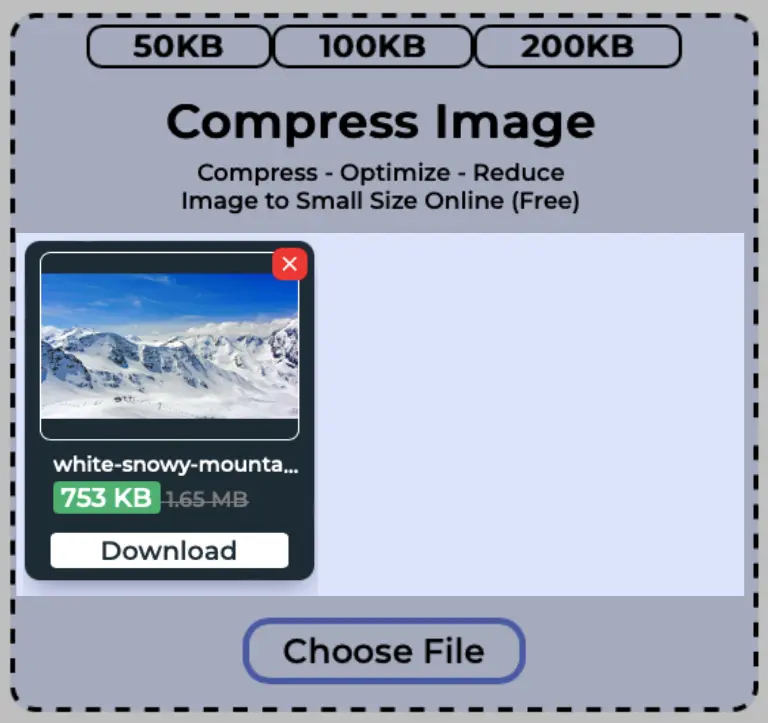 50KB 100KB 200KB
Compress Image
Compress - Optimize - Reduce
Image to Small Size Online (Free)
white-snowy-mounta...
753 KB 1.65 MB
Download
Choose File